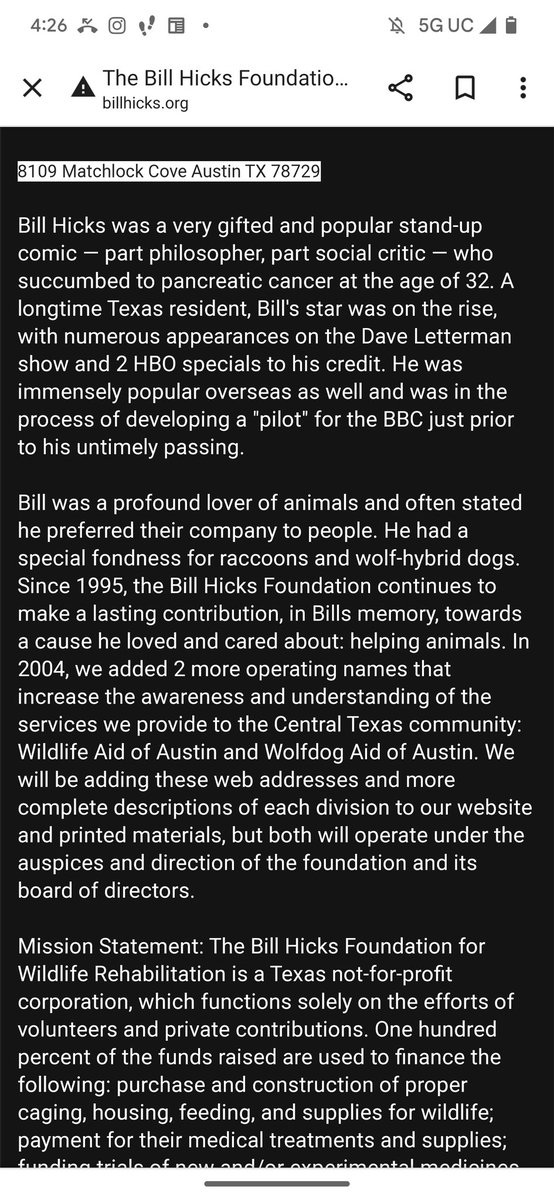 4:26
5G UC
The Bill Hicks Foundatio...
billhicks.org
8109 Matchlock Cove Austin TX 78729
Bill Hicks was a very gifted and popular stand-up
comic — part philosopher, part social critic — who
succumbed to pancreatic cancer at the age of 32. A
longtime Texas resident, Bill's star was on the rise,
with numerous appearances on the Dave Letterman
show and 2 HBO specials to his credit. He was
immensely popular overseas as well and was in the
process of developing a "pilot" for the BBC just prior
to his untimely passing.
Bill was a profound lover of animals and often stated
he preferred their company to people. He had a
special fondness for raccoons and wolf-hybrid dogs.
Since 1995, the Bill Hicks Foundation continues to
make a lasting contribution, in Bills memory, towards
a cause he loved and cared about: helping animals. In
2004, we added 2 more operating names that
increase the awareness and understanding of the
services we provide to the Central Texas community:
Wildlife Aid of Austin and Wolfdog Aid of Austin. We
will be adding these web addresses and more
complete descriptions of each division to our website
and printed materials, but both will operate under the
auspices and direction of the foundation and its
board of directors.
Mission Statement: The Bill Hicks Foundation for
Wildlife Rehabilitation is a Texas not-for-profit
corporation, which functions solely on the efforts of
volunteers and private contributions. One hundred
percent of the funds raised are used to finance the
following: purchase and construction of proper
caging, housing, feeding, and supplies for wildlife;
payment for their medical treatments and supplies;
funding trials of new and/or experimental medicines